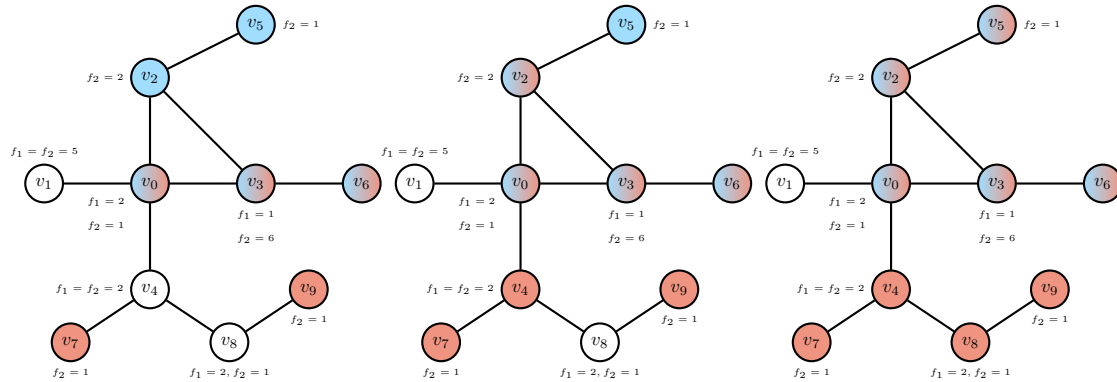 v₅ f₂ = 1
f₂ = 2 v₂
f₁ = f₂ = 5
v₁ v₀ v₃ v₆
f₁ = 2 f₁ = 1
f₂ = 1 f₂ = 6
f₁ = f₂ = 2 v₄ v₉
f₂ = 1
v₇ v₈
f₂ = 1 f₁ = 2, f₂ = 1
v₅ f₂ = 1
f₂ = 2 v₂
f₁ = f₂ = 5
v₁ v₀ v₃ v₆
f₁ = 2 f₁ = 1
f₂ = 1 f₂ = 6
f₁ = f₂ = 2 v₄ v₉
f₂ = 1
v₇ v₈
f₂ = 1 f₁ = 2, f₂ = 1
v₅ f₂ = 1
f₂ = 2 v₂
f₁ = f₂ = 5
v₁ v₀ v₃ v₆
f₁ = 2 f₁ = 1
f₂ = 1 f₂ = 6
f₁ = f₂ = 2 v₄ v₉
f₂ = 1
v₇ v₈
f₂ = 1 f₁ = 2, f₂ = 1